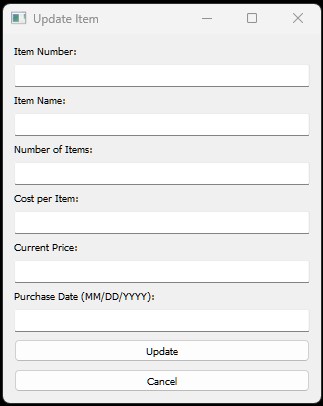 Update Item
Item Number:
Item Name:
Number of Items:
Cost per Item:
Current Price:
Purchase Date (MM/DD/YYYY):
Update
Cancel